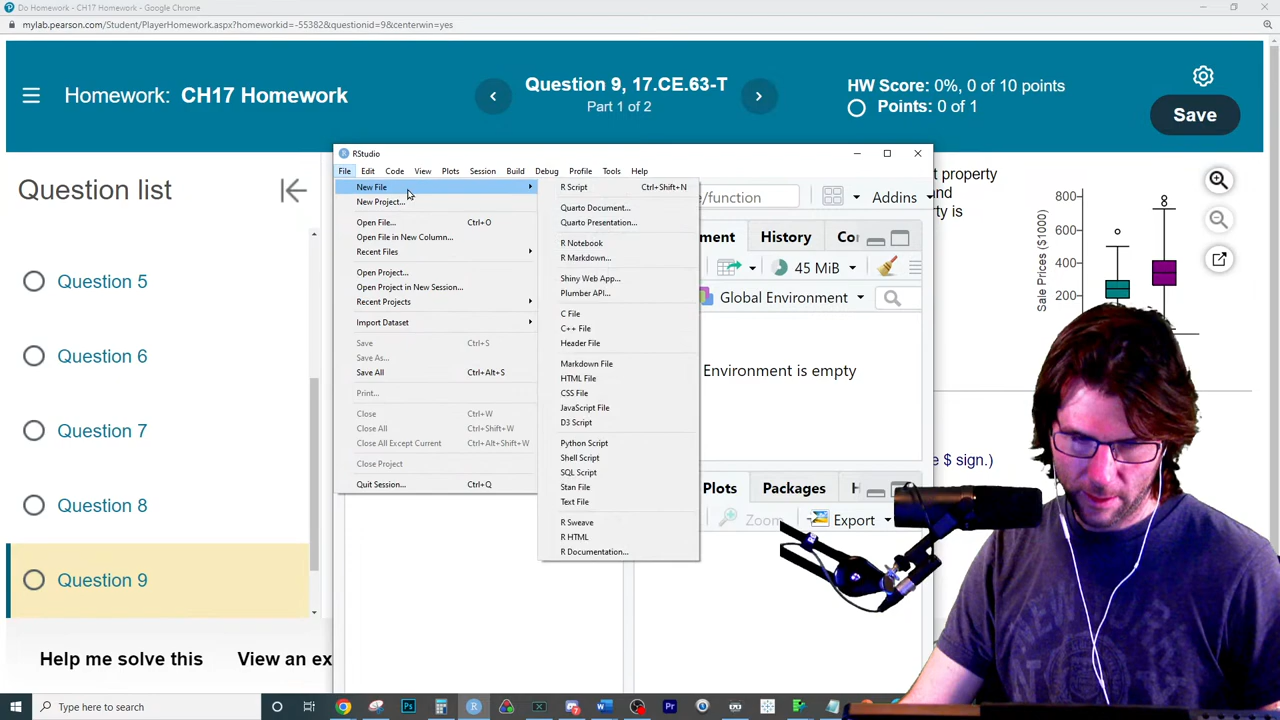 Do Homework - CH17 Homework - Google Chrome
mylab.pearson.com/Student/PlayerHomework.aspx?homeworkid=-55382&questionid=9&centerwin=yes
Homework: CH17 Homework
Question 9, 17.CE.63-T
Part 1 of 2
HW Score: 0%, 0 of 10 points
Points: 0 of 1
Save
Question list
Question 5
Question 6
Question 7
Question 8
Question 9
Help me solve this
View an ex
RStudio
File Edit Code View Plots Session Build Debug Profile Tools Help
New File
New Project...
Open File... Ctrl+O
Open File in New Column...
Recent Files
Open Project...
Open Project in New Session...
Recent Projects
Import Dataset
Save Ctrl+S
Save As...
Save All Ctrl+Alt+S
Print...
Close Ctrl+W
Close All Ctrl+Shift+W
Close All Except Current Ctrl+Alt+Shift+W
Close Project
Quit Session... Ctrl+Q
R Script Ctrl+Shift+N
Quarto Document...
Quarto Presentation...
R Notebook
R Markdown...
Shiny Web App...
Plumber API...
C File
C++ File
Header File
Markdown File
HTML File
CSS File
JavaScript File
D3 Script
Python Script
Shell Script
SQL Script
Stan File
Text File
R Sweave
R HTML
R Documentation...
e/function
Addins
ment History Co
45 MiB
Global Environment
Environment is empty
Plots Packages H
Zoom Export
t property
and
ty is
800
600
400
200
Sale Prices ($1000)
e $ sign.)
Type here to search